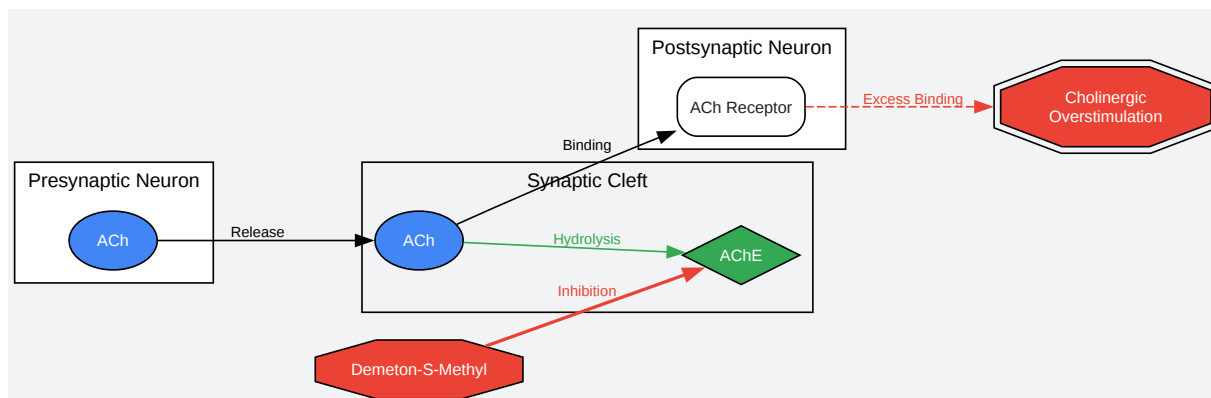 Postsynaptic Neuron
ACh Receptor
Excess Binding
Cholinergic
Overstimulation
Binding
Presynaptic Neuron
Synaptic Cleft
ACh
Release
ACh
Hydrolysis
AChE
Inhibition
Demeton-S-Methyl